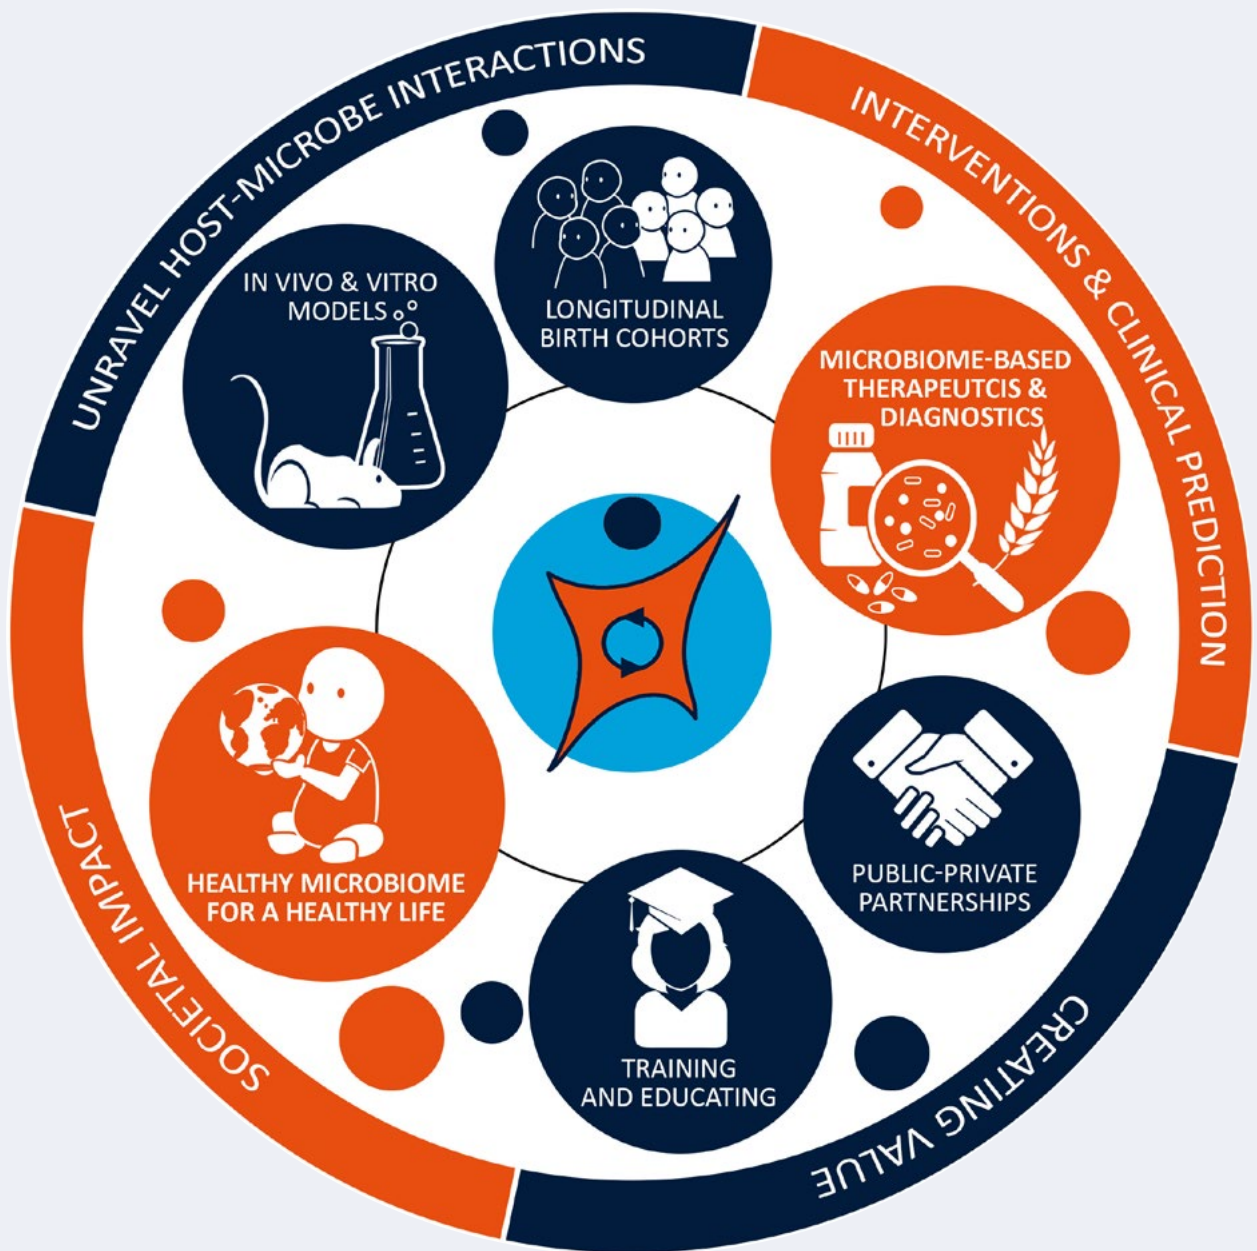 UNRAVEL HOST-MICROBE INTERACTIONS
INTERVENTIONS & CLINICAL PREDICTION
LONGITUDINAL
BIRTH COHORTS
IN VIVO & VITRO
MODELS
MICROBIOME-BASED
THERAPEUTCIS &
DIAGNOSTICS
PUBLIC-PRIVATE
PARTNERSHIPS
HEALTHY MICROBIOME
FOR A HEALTHY LIFE
TRAINING
AND EDUCATING
SOCIETAL IMPACT
CREATING VALUE